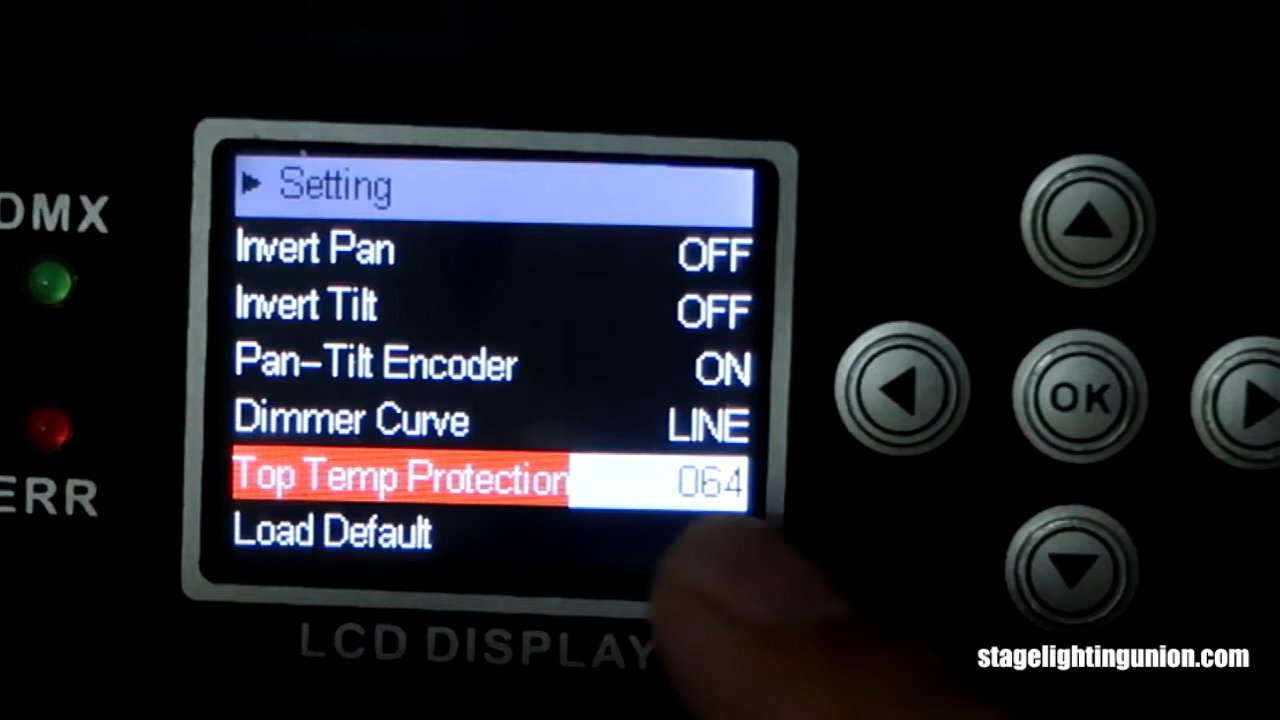 DMX
ERR
Setting
Invert Pan OFF
Invert Tilt OFF
Pan-Tilt Encoder ON
Dimmer Curve LINE
Top Temp Protection 064
Load Default
LCD DISPLAY
OK
stagelightingunion.com